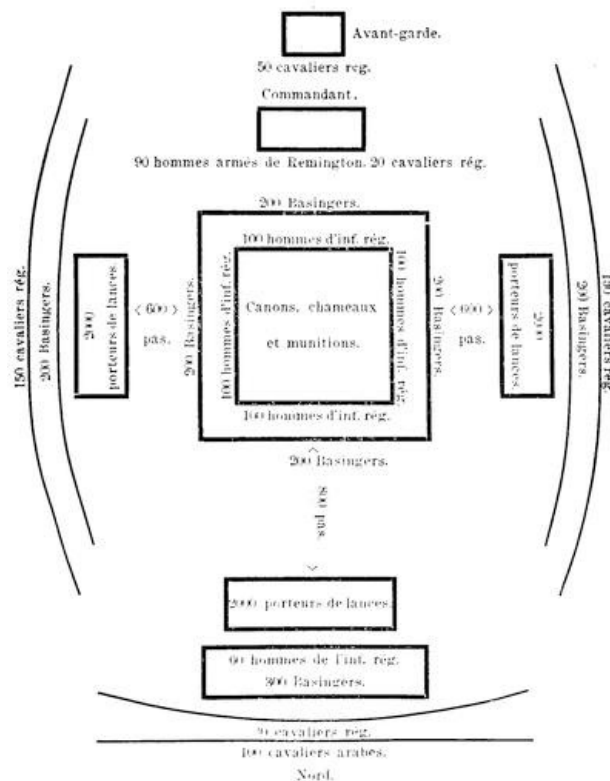 Avant-garde.
50 cavaliers rég.
Commandant.
90 hommes armés de Remington. 20 cavaliers rég.
200 Basingers.
100 hommes d'inf. rég.
150 cavaliers rég.
200 Basingers.
2000
porteurs de lances.
< 600 >
pas.
200 Basingers.
100 hommes d'inf. rég.
Canons, chameaux
et munitions.
100 hommes d'inf. rég.
200 Basingers.
< 600 >
pas.
2000
porteurs de lances.
200 Basingers.
150 cavaliers rég.
100 hommes d'inf. rég.
200 Basingers.
800 pas.
2000 porteurs de lances.
60 hommes de l'inf. rég.
300 Basingers.
cavaliers rég.
100 cavaliers arabes.
Nord.